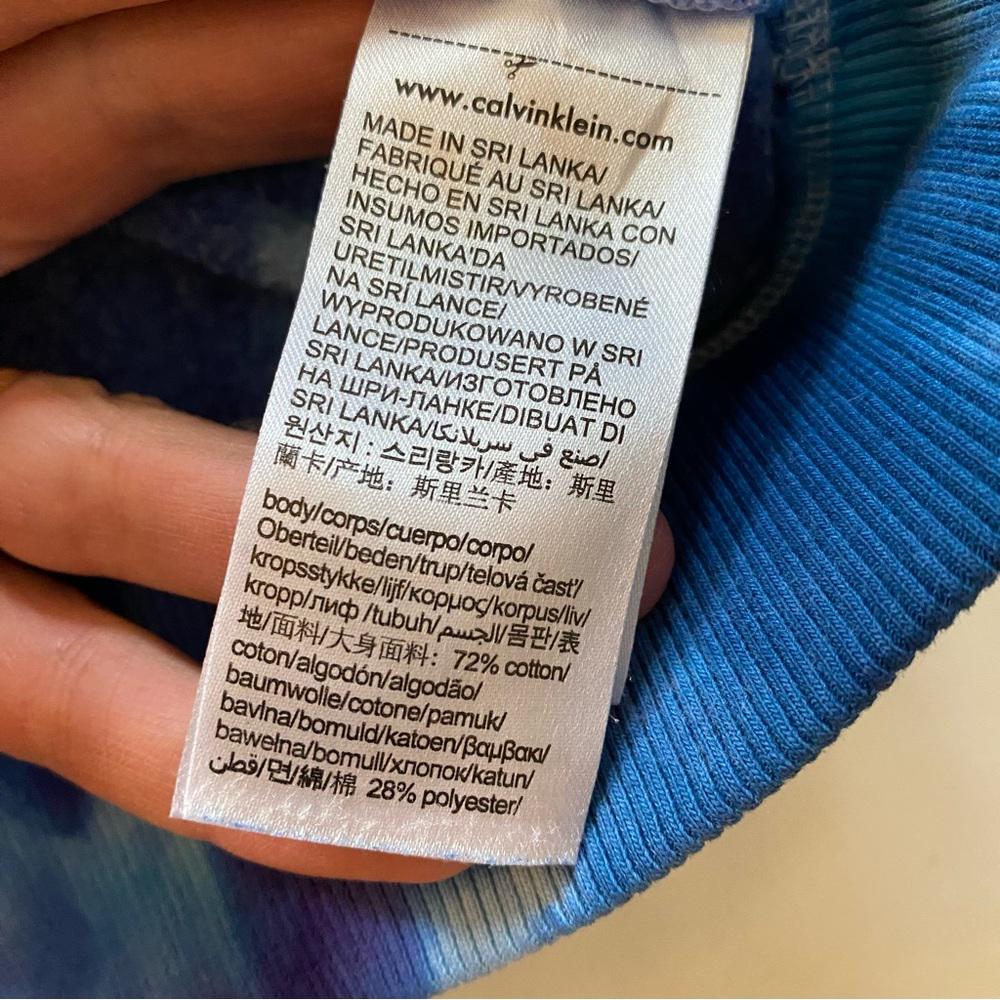 www.calvinklein.com
MADE IN SRI LANKA/
FABRIQUÉ AU SRI LANKA/
HECHO EN SRI LANKA CON
INSUMOS IMPORTADOS/
SRI LANKA'DA
URETILMISTIR/VYROBENÉ
NA SRÍ LANCE/
WYPRODUKOWANO W SRI
LANCE/PRODUSERT PÅ
SRI LANKA/ИЗГОТОВЛЕНО
НА ШРИ-ЛАНКЕ/DIBUAT DI
SRI LANKA/صنع في سريلانكا/
원산지 : 스리랑카/產地：斯里
蘭卡/产地：斯里兰卡
body/corps/cuerpo/corpo/
Oberteil/beden/trup/telová časť/
kropsstykke/lijf/κορμος/korpus/liv/
kropp/лиф /tubuh/الجسم/몸판/表
地/面料/大身面料：72% cotton/
coton/algodón/algodão/
baumwolle/cotone/pamuk/
bavlna/bomuld/katoen/βαμβακι/
bawełna/bomull/хлопок/katun/
قطن/면/綿/棉 28% polyester/